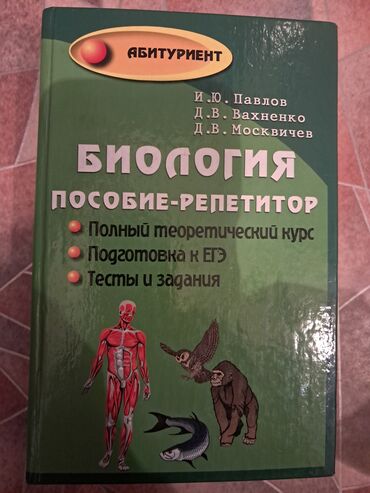 АБИТУРИЕНТ
И.Ю. Павлов
Д.В. Вахненко
Д.В. Москвичев
БИОЛОГИЯ
ПОСОБИЕ-РЕПЕТИТОР
Полный теоретический курс
Подготовка к ЕГЭ
Тесты и задания